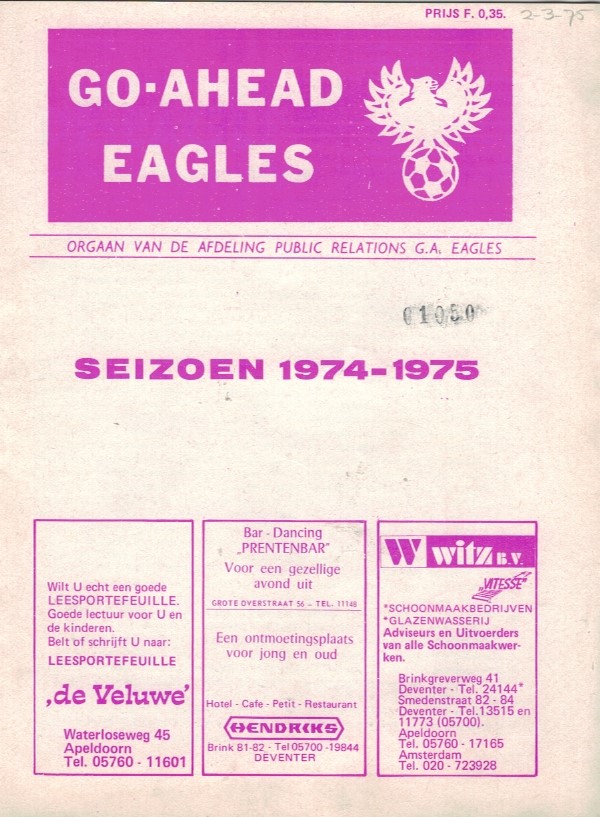 PRIJS F. 0,35. 2-3-75
GO-AHEAD
EAGLES
ORGAAN VAN DE AFDELING PUBLIC RELATIONS G.A. EAGLES
01050
SEIZOEN 1974-1975
Wilt U echt een goede
LEESPORTEFEUILLE.
Goede lectuur voor U en
de kinderen.
Belt of schrijft U naar:
LEESPORTEFEUILLE
‚de Veluwe’
Waterloseweg 45
Apeldoorn
Tel. 05760 - 11601
Bar - Dancing
„PRENTENBAR”
Voor een gezellige
avond uit
GROTE OVERSTRAAT 56 – TEL. 11148
Een ontmoetingsplaats
voor jong en oud
Hotel - Cafe - Petit - Restaurant
HENDRIKS
Brink 81-82 - Tel 05700 -19844
DEVENTER
W witz B.V.
„VITESSE”
*SCHOONMAAKBEDRIJVEN
*GLAZENWASSERIJ
Adviseurs en Uitvoerders
van alle Schoonmaakwer-
ken.
Brinkgreverweg 41
Deventer - Tel. 24144*
Smedenstraat 82 - 84
Deventer - Tel.13515 en
11773 (05700).
Apeldoorn
Tel. 05760 - 17165
Amsterdam
Tel. 020 - 723928